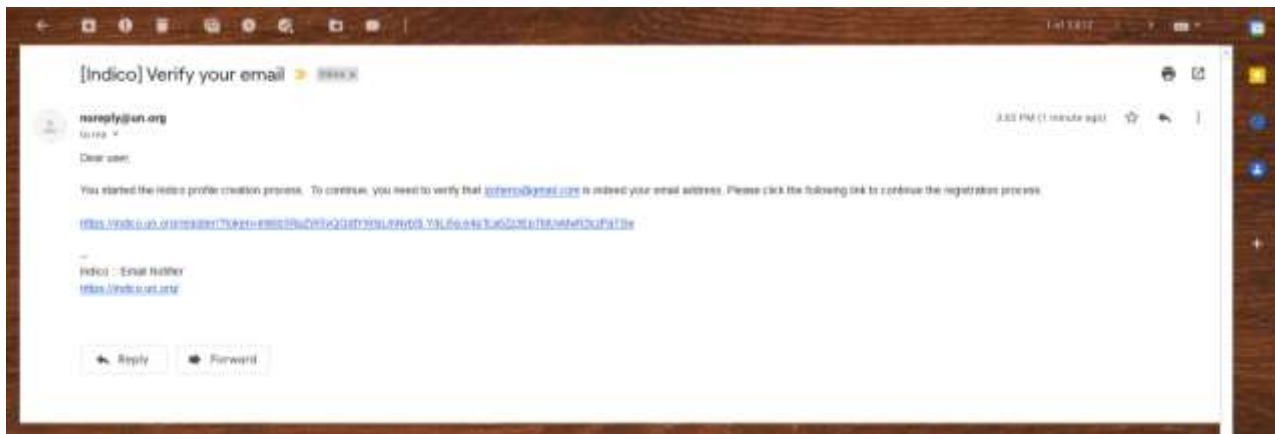 [Indico] Verify your email
Inbox x
noreply@un.org
to me
Dear user,
You started the Indico profile creation process. To continue, you need to verify that is indeed your email address. Please click the following link to continue the registration process.
--
Indico :: Email Notifier
https://indico.un.org/
Reply
Forward